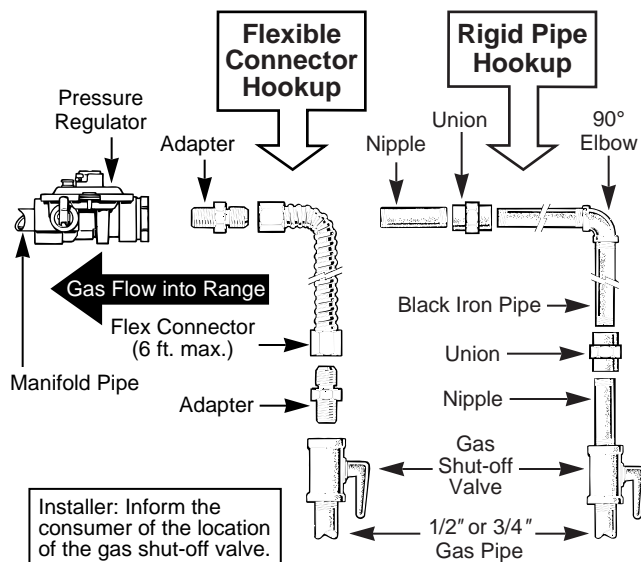 Flexible
Connector
Hookup
Rigid Pipe
Hookup
Pressure
Regulator
Adapter
Nipple
Union
90°
Elbow
Gas Flow into Range
Black Iron Pipe
Flex Connector
(6 ft. max.)
Manifold Pipe
Union
Adapter
Nipple
Gas
Shut-off
Valve
Installer: Inform the
consumer of the location
of the gas shut-off valve.
1/2" or 3/4"
Gas Pipe